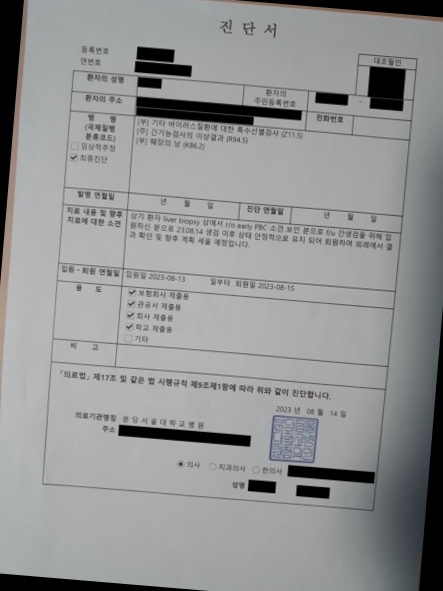 진 단 서
등록번호
연번호
대조필인
환자의 성명
환자의
주민등록번호
-
환자의 주소
전화번호
병 명
(국제질병
분류코드)
임상적추정
최종진단
[부] 기타 바이러스질환에 대한 특수선별검사 (Z11.5)
[주] 간기능검사의 이상결과 (R94.5)
[부] 췌장의 낭 (K86.2)
발병 연월일
년 월 일
진단 연월일
년 월 일
치료 내용 및 향후
치료에 대한 소견
상기 환자 liver biopsy 상에서 r/o early PBC 소견 보인 분으로 f/u 간생검을 위해 입
원하신 분으로 23.08.14 생검 이후 상태 안정적으로 유지 되어 퇴원하며 외래에서 결
과 확인 및 향후 계획 세울 예정입니다.
입원·퇴원 연월일
입원일 2023-08-13 일부터 퇴원일 2023-08-15
용 도
보험회사 제출용
관공서 제출용
회사 제출용
학교 제출용
기타
비 고
「의료법」 제17조 및 같은 법 시행규칙 제9조제1항에 따라 위와 같이 진단합니다.
2023 년 08 월 14 일
의료기관명칭 분당서울대학교병원
주소
의사 치과의사 한의사
성명